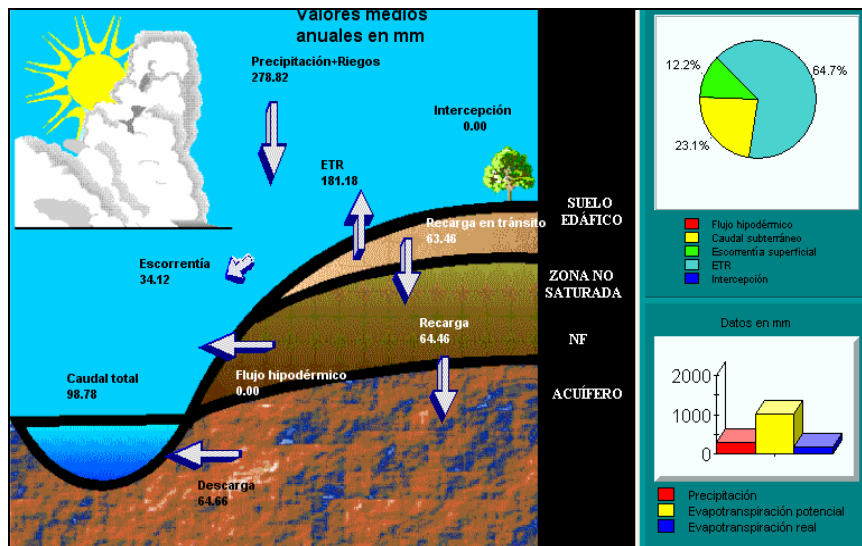 Valores medios
anuales en mm
Precipitación+Riegos
278.82
Intercepción
0.00
ETR
181.18
Recarga en tránsito
63.46
Escorrentía
34.12
Recarga
64.46
Flujo hipodérmico
0.00
Caudal total
98.78
Descarga
64.66
SUELO
EDÁFICO
ZONA NO
SATURADA
NF
ACUÍFERO
12.2%
64.7%
23.1%
Flujo hipodérmico
Caudal subterráneo
Escorrentía superficial
ETR
Intercepción
Datos en mm
2000
1000
0
Precipitación
Evapotranspiración potencial
Evapotranspiración real